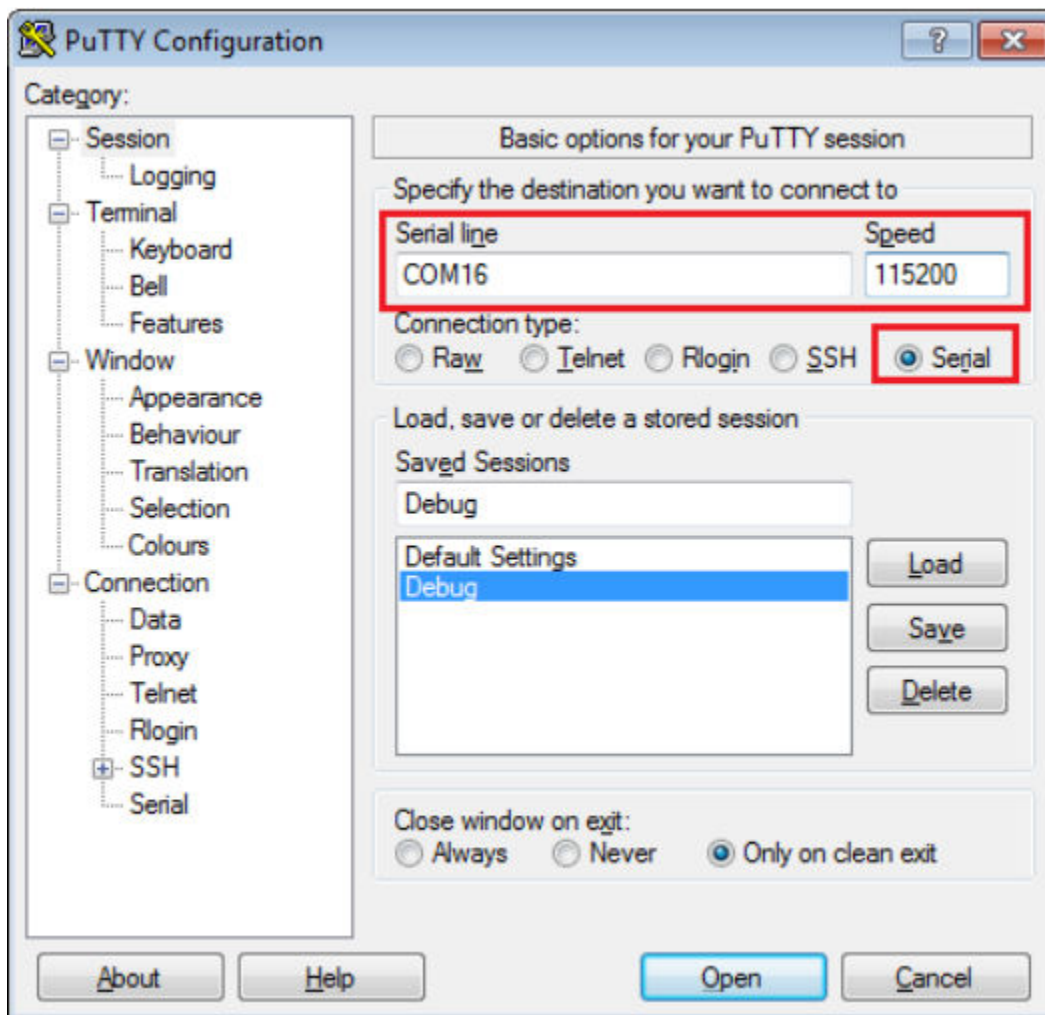 PuTTY Configuration
?
Category:
Session
Logging
Terminal
Keyboard
Bell
Features
Window
Appearance
Behaviour
Translation
Selection
Colours
Connection
Data
Proxy
Telnet
Rlogin
SSH
Serial
Basic options for your PuTTY session
Specify the destination you want to connect to
Serial line Speed
COM16 115200
Connection type:
Raw Telnet Rlogin SSH Serial
Load, save or delete a stored session
Saved Sessions
Debug
Default Settings
Debug
Load
Save
Delete
Close window on exit:
Always Never Only on clean exit
About Help Open Cancel